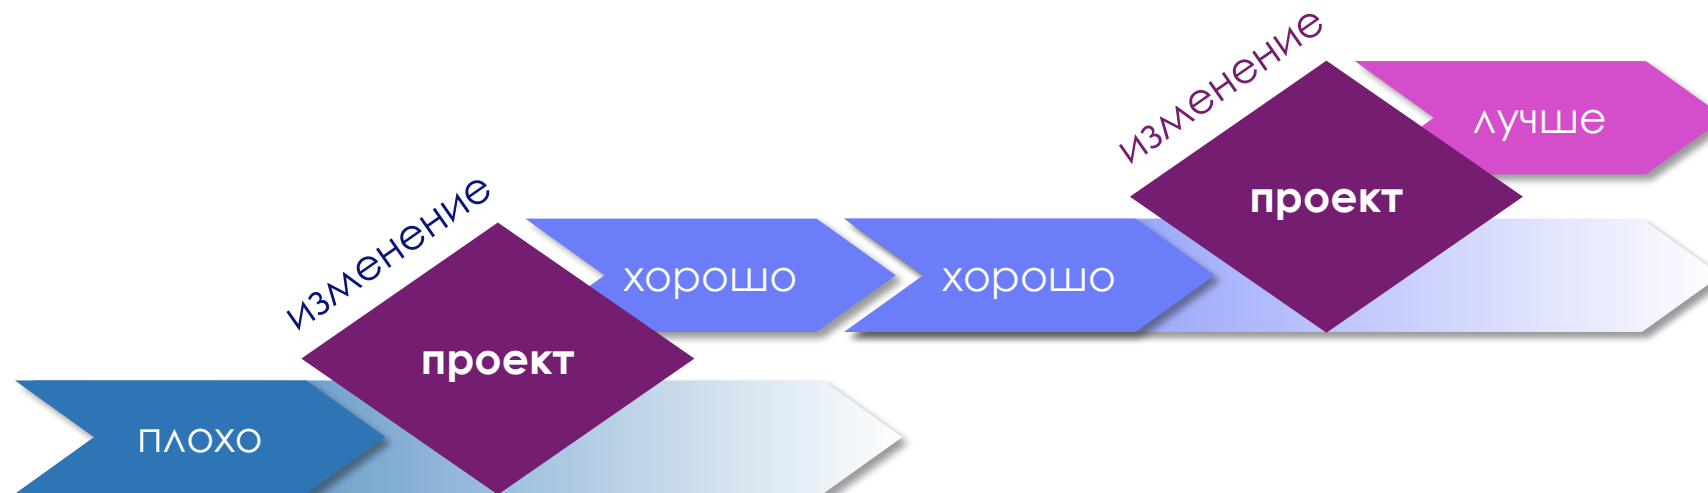 изменение
лучше
проект
изменение
хорошо
хорошо
проект
плохо